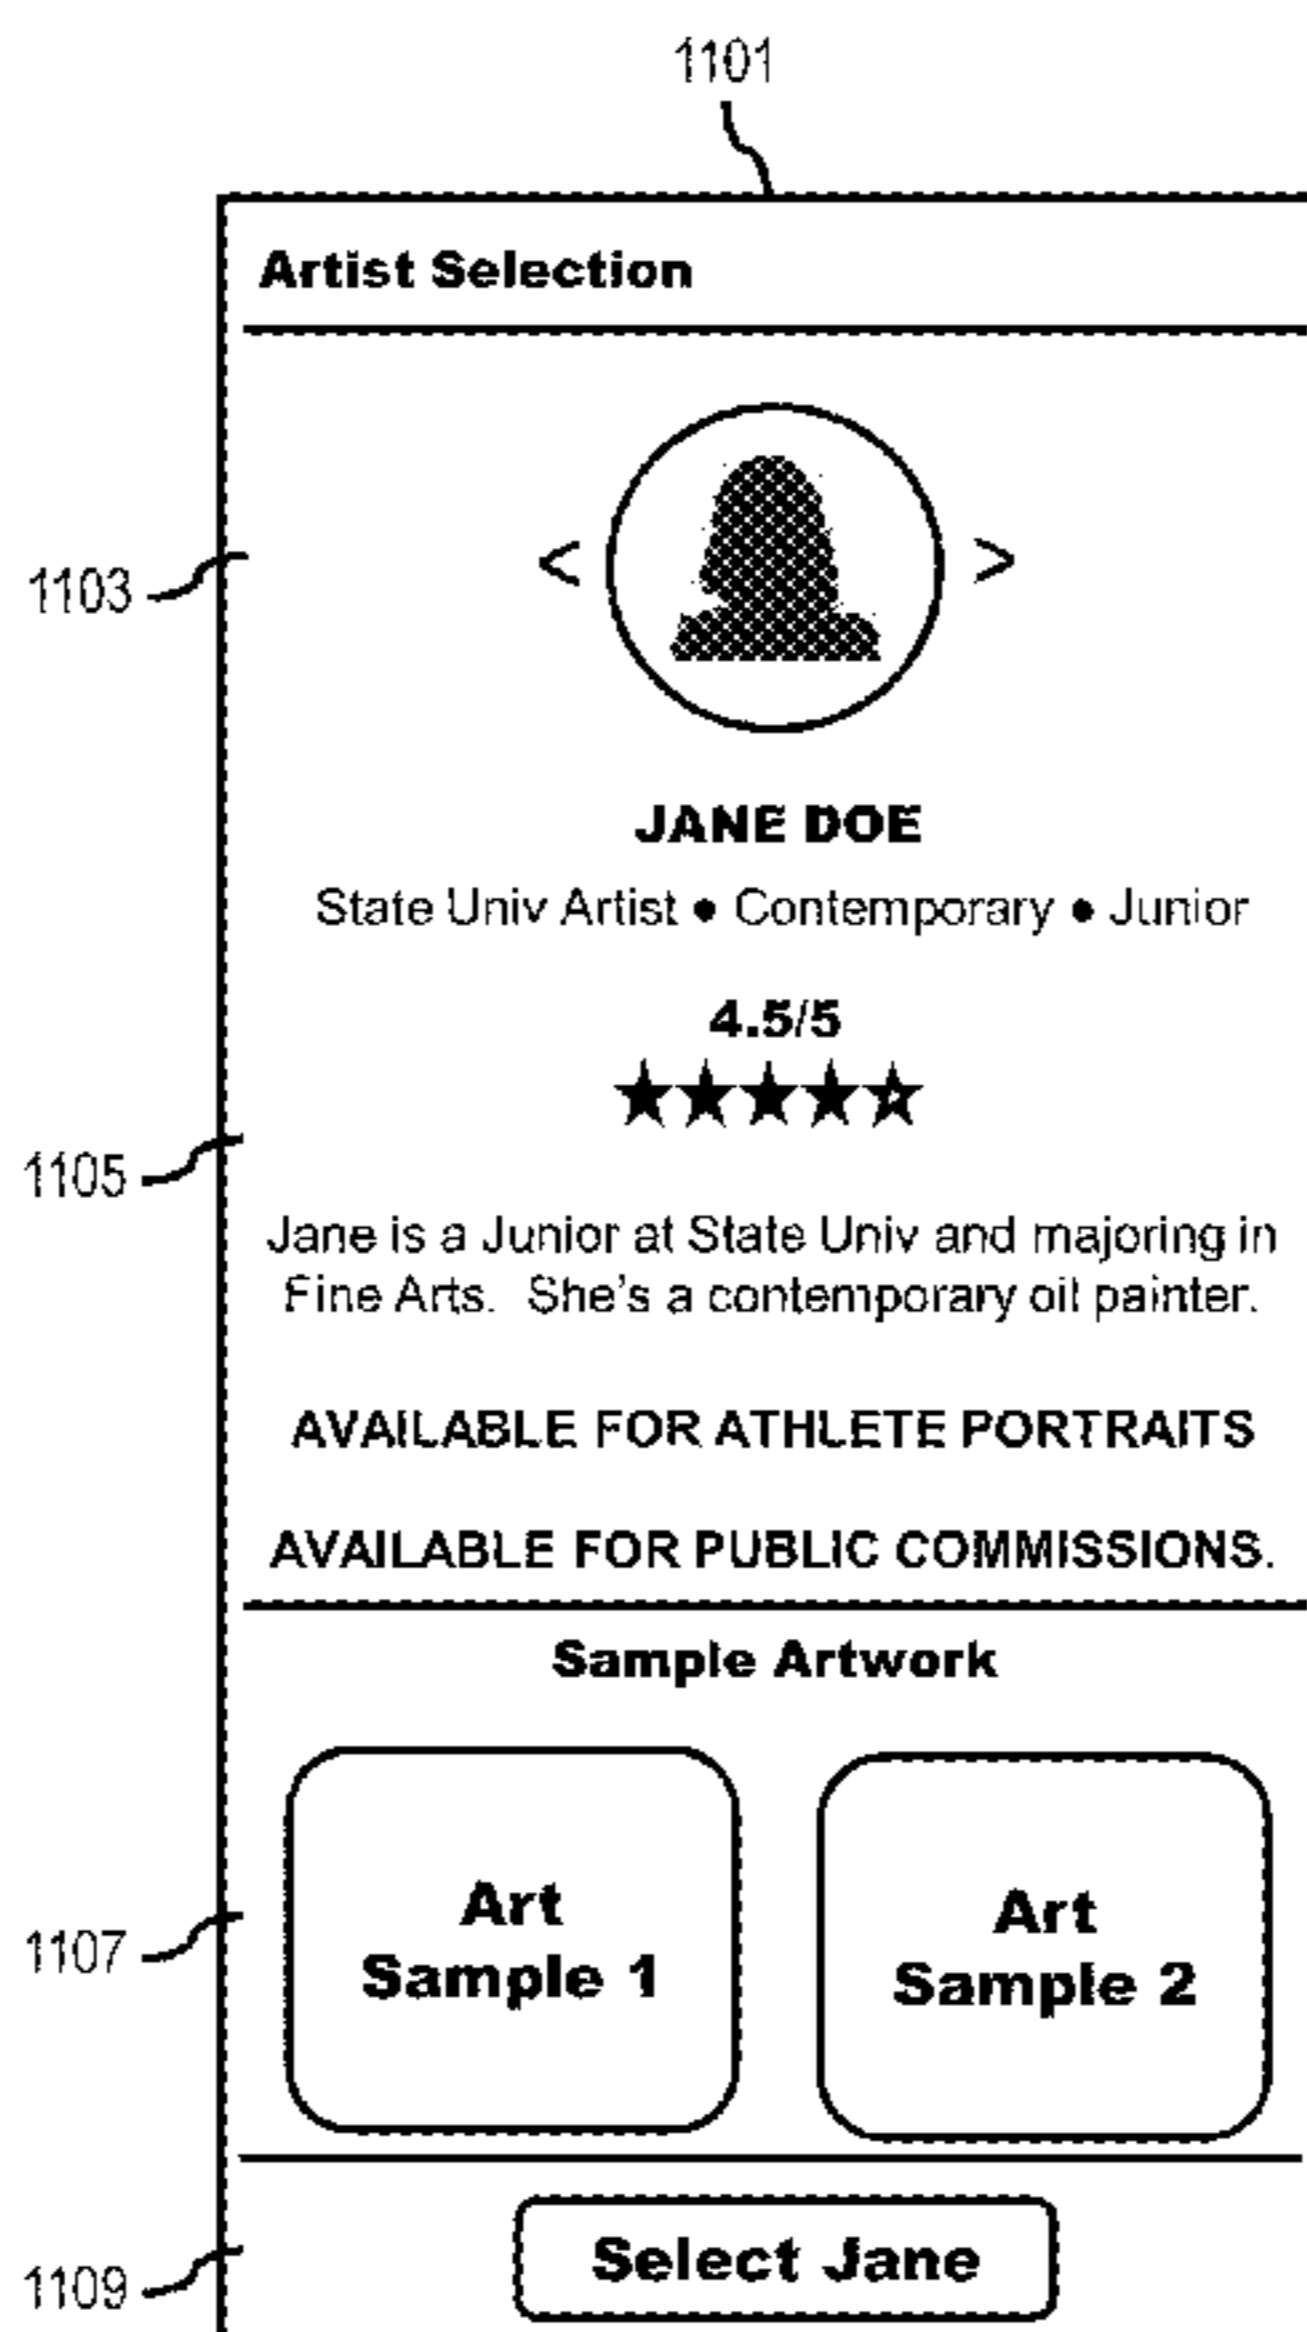 1101
Artist Selection
< >
1103
JANE DOE
State Univ Artist ● Contemporary ● Junior
4.5/5
1105
Jane is a Junior at State Univ and majoring in
Fine Arts. She's a contemporary oil painter.
AVAILABLE FOR ATHLETE PORTRAITS
AVAILABLE FOR PUBLIC COMMISSIONS.
Sample Artwork
Art
Sample 1
Art
Sample 2
1107
Select Jane
1109